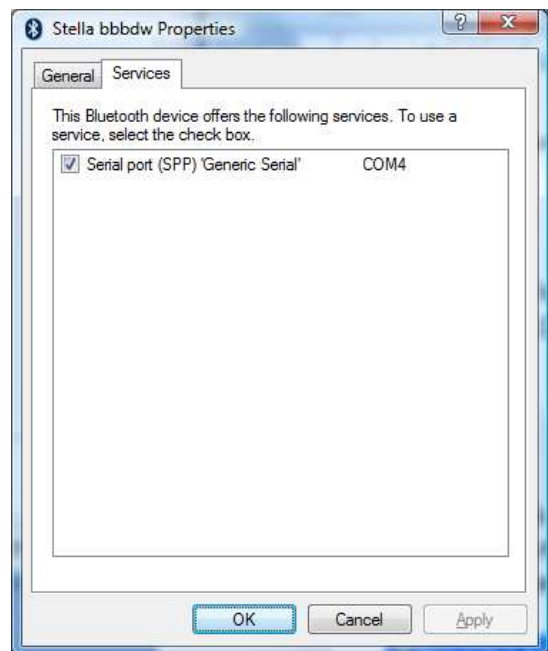 Stella bbbdw Properties
General Services
This Bluetooth device offers the following services. To use a
service, select the check box.
Serial port (SPP) 'Generic Serial' COM4
OK Cancel Apply